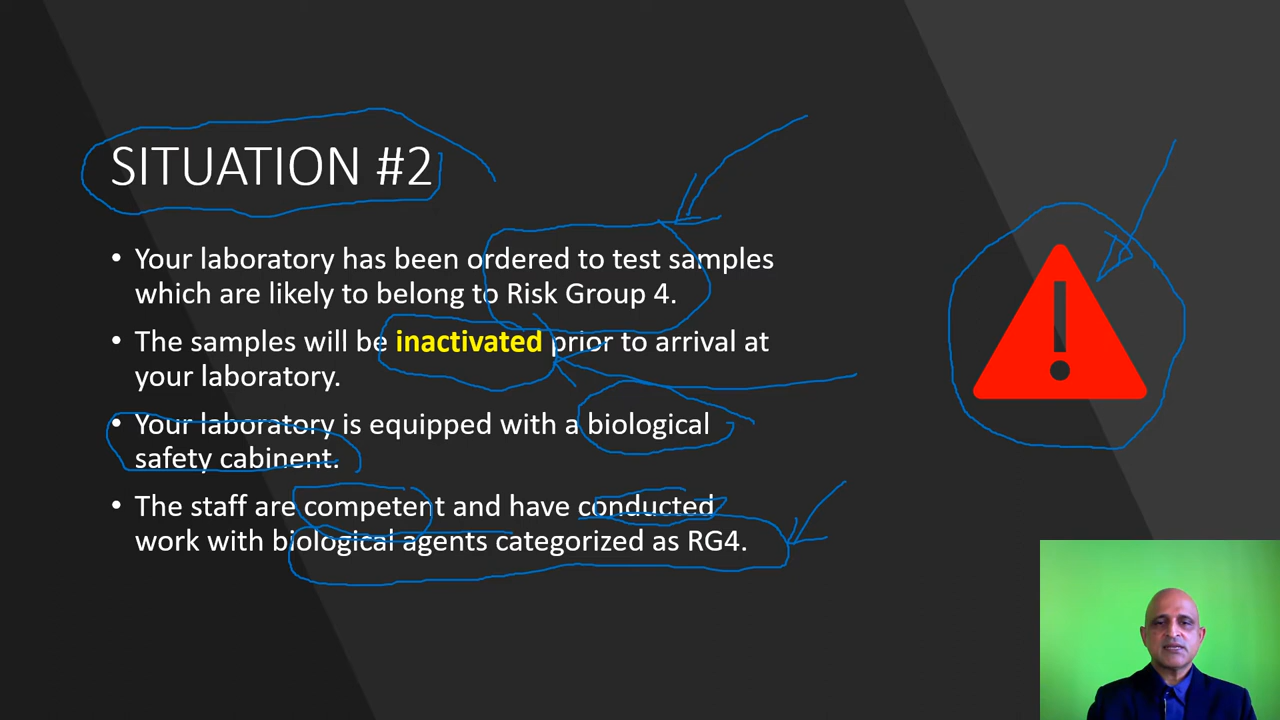 SITUATION #2
• Your laboratory has been ordered to test samples
which are likely to belong to Risk Group 4.
• The samples will be inactivated prior to arrival at
your laboratory.
• Your laboratory is equipped with a biological
safety cabinent.
• The staff are competent and have conducted
work with biological agents categorized as RG4.